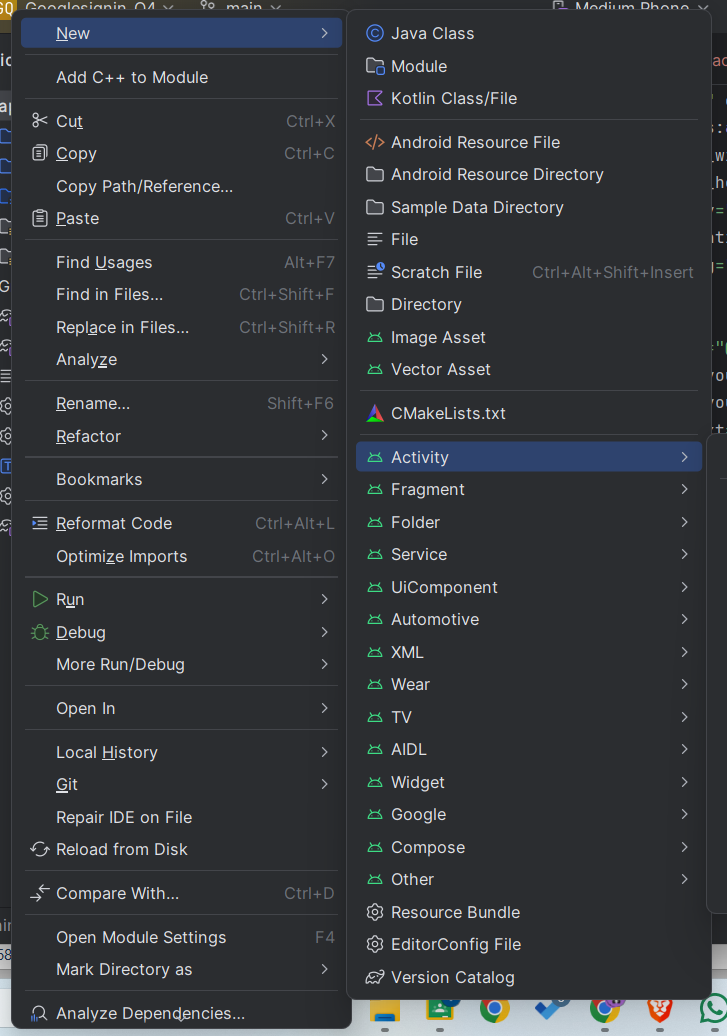 Googlesignin_04 main Medium Phone
New
Add C++ to Module
Cut Ctrl+X
Copy Ctrl+C
Copy Path/Reference...
Paste Ctrl+V
Find Usages Alt+F7
Find in Files... Ctrl+Shift+F
Replace in Files... Ctrl+Shift+R
Analyze
Rename... Shift+F6
Refactor
Bookmarks
Reformat Code Ctrl+Alt+L
Optimize Imports Ctrl+Alt+O
Run
Debug
More Run/Debug
Open In
Local History
Git
Repair IDE on File
Reload from Disk
Compare With... Ctrl+D
Open Module Settings F4
Mark Directory as
Analyze Dependencies...
Java Class
Module
Kotlin Class/File
Android Resource File
Android Resource Directory
Sample Data Directory
File
Scratch File Ctrl+Alt+Shift+Insert
Directory
Image Asset
Vector Asset
CMakeLists.txt
Activity
Fragment
Folder
Service
UiComponent
Automotive
XML
Wear
TV
AIDL
Widget
Google
Compose
Other
Resource Bundle
EditorConfig File
Version Catalog